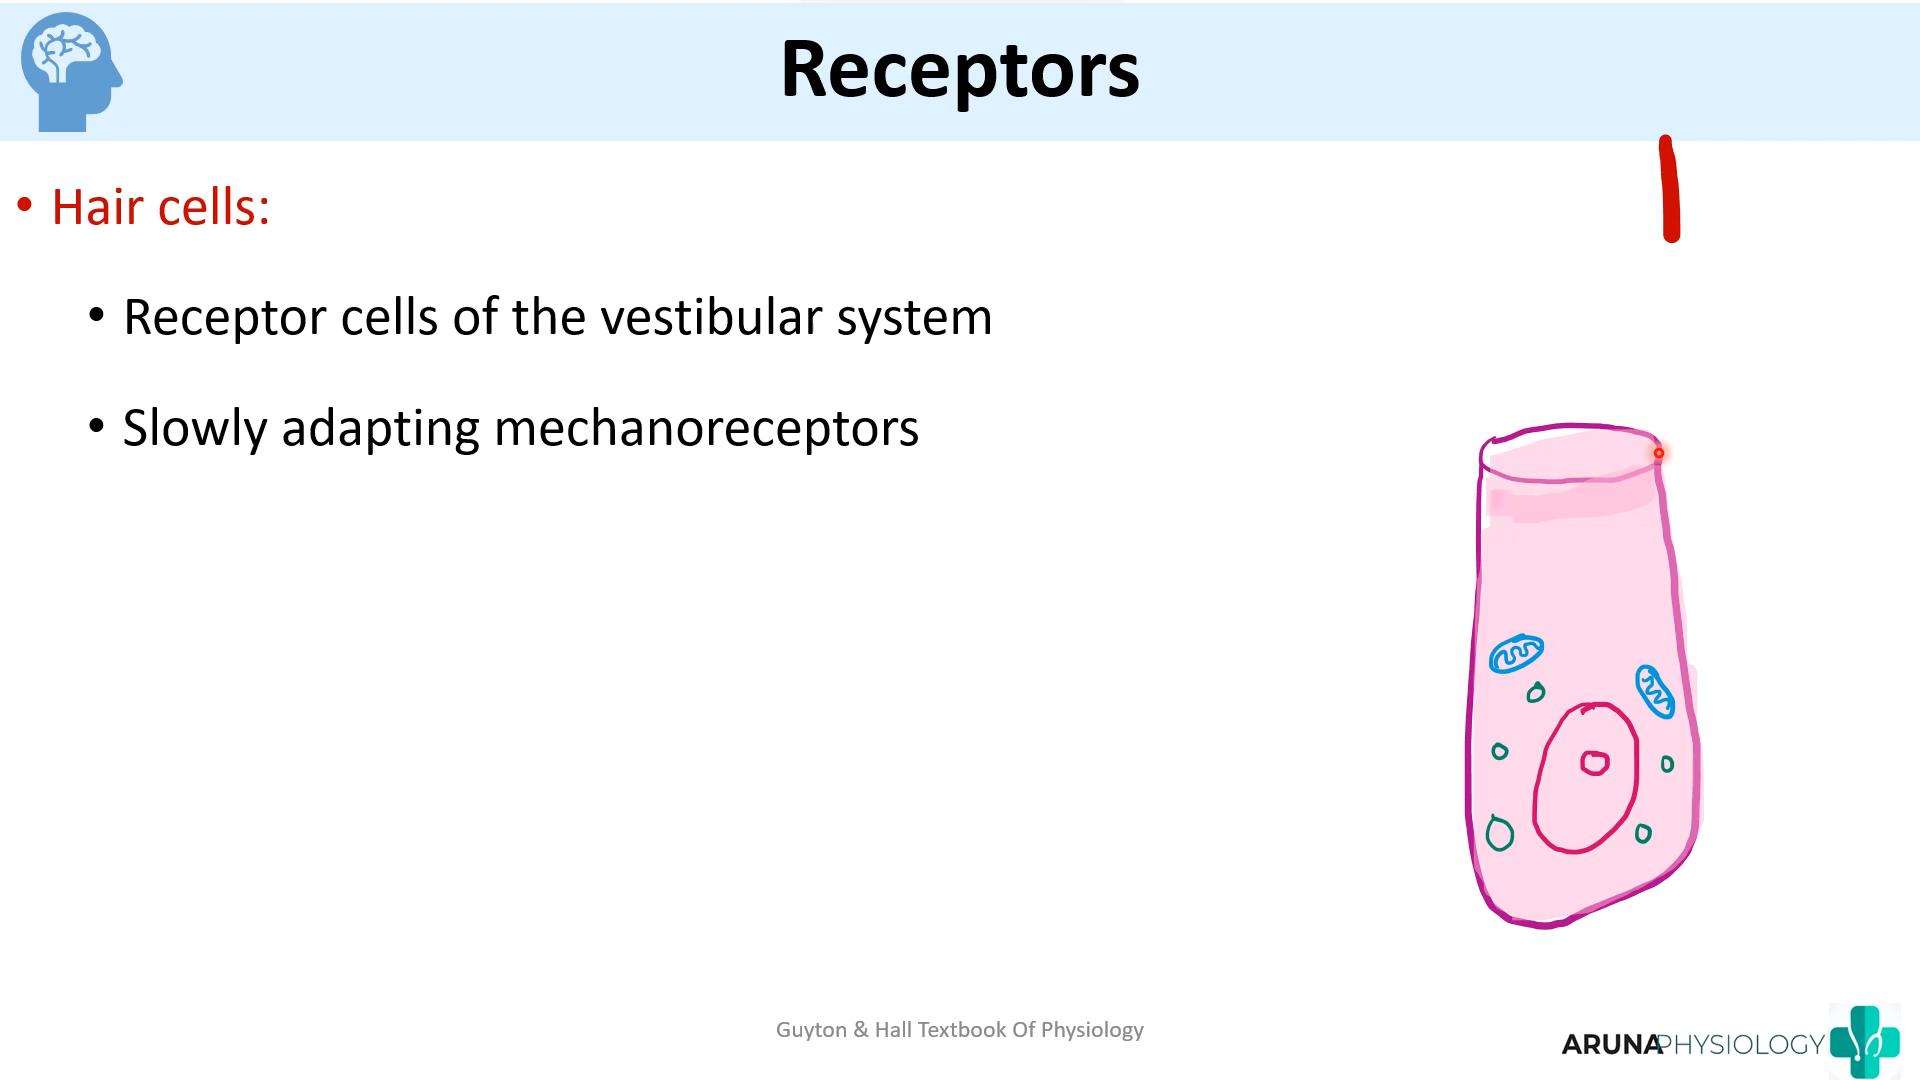 Receptors
• Hair cells:
• Receptor cells of the vestibular system
• Slowly adapting mechanoreceptors
Guyton & Hall Textbook Of Physiology
ARUNAPHYSIOLOGY